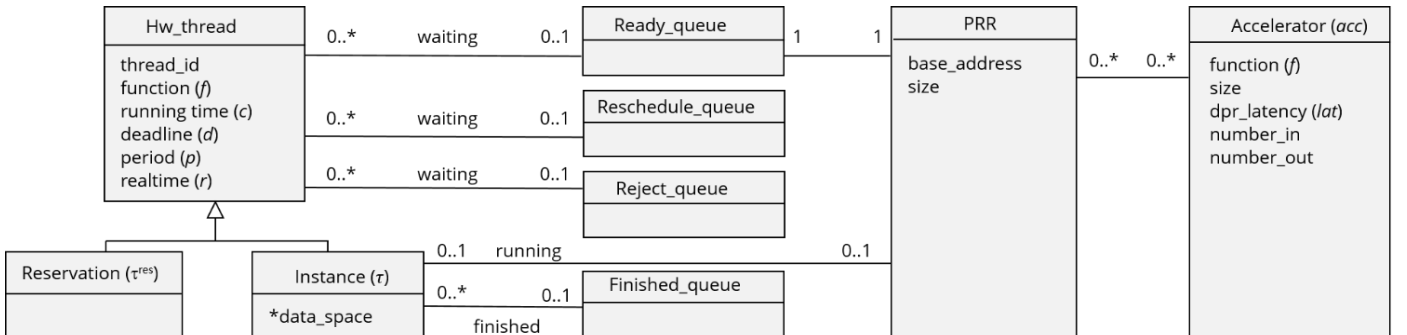 Hw_thread
thread_id
function (f)
running time (c)
deadline (d)
period (p)
realtime (r)
0..* waiting 0..1
Ready_queue
1 1
PRR
base_address
size
0..* 0..*
Accelerator (acc)
function (f)
size
dpr_latency (lat)
number_in
number_out
0..* waiting 0..1
Reschedule_queue
0..* waiting 0..1
Reject_queue
Reservation (τres)
Instance (τ)
*data_space
0..1 running 0..1
0..* 0..1
finished
Finished_queue